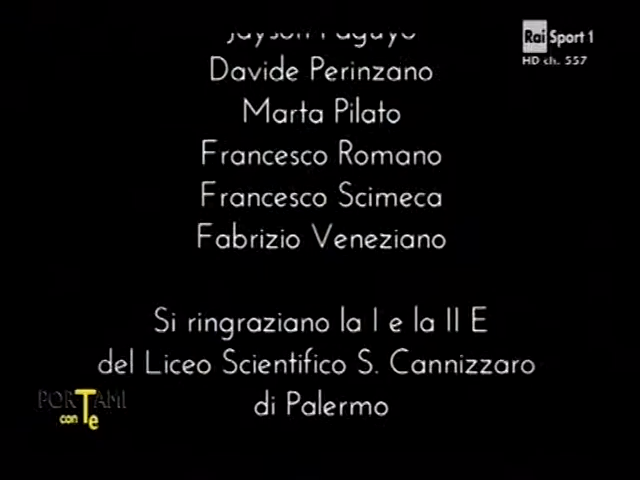 Rai Sport 1
HD ch. 557
Davide Perinzano
Marta Pilato
Francesco Romano
Francesco Scimeca
Fabrizio Veneziano
Si ringraziano la I e la II E
del Liceo Scientifico S. Cannizzaro
di Palermo
PORTAMI
con Te